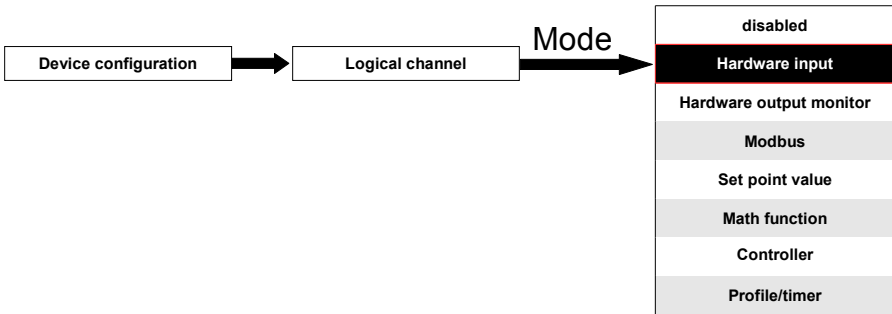 Device configuration
Logical channel
Mode
disabled
Hardware input
Hardware output monitor
Modbus
Set point value
Math function
Controller
Profile/timer